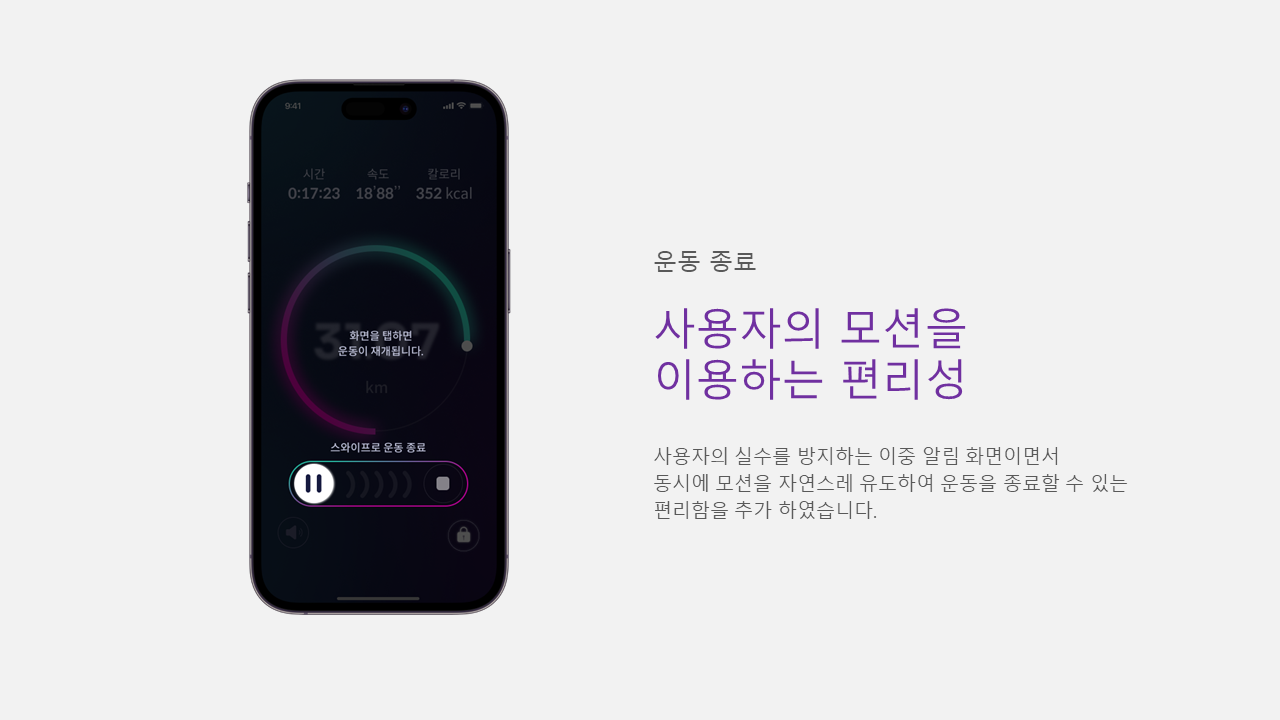 9:41
시간 속도 칼로리
0:17:23 18'88'' 352 kcal
화면을 탭하면
운동이 재개됩니다.
km
스와이프로 운동 종료
운동 종료
사용자의 모션을
이용하는 편리성
사용자의 실수를 방지하는 이중 알림 화면이면서
동시에 모션을 자연스레 유도하여 운동을 종료할 수 있는
편리함을 추가 하였습니다.